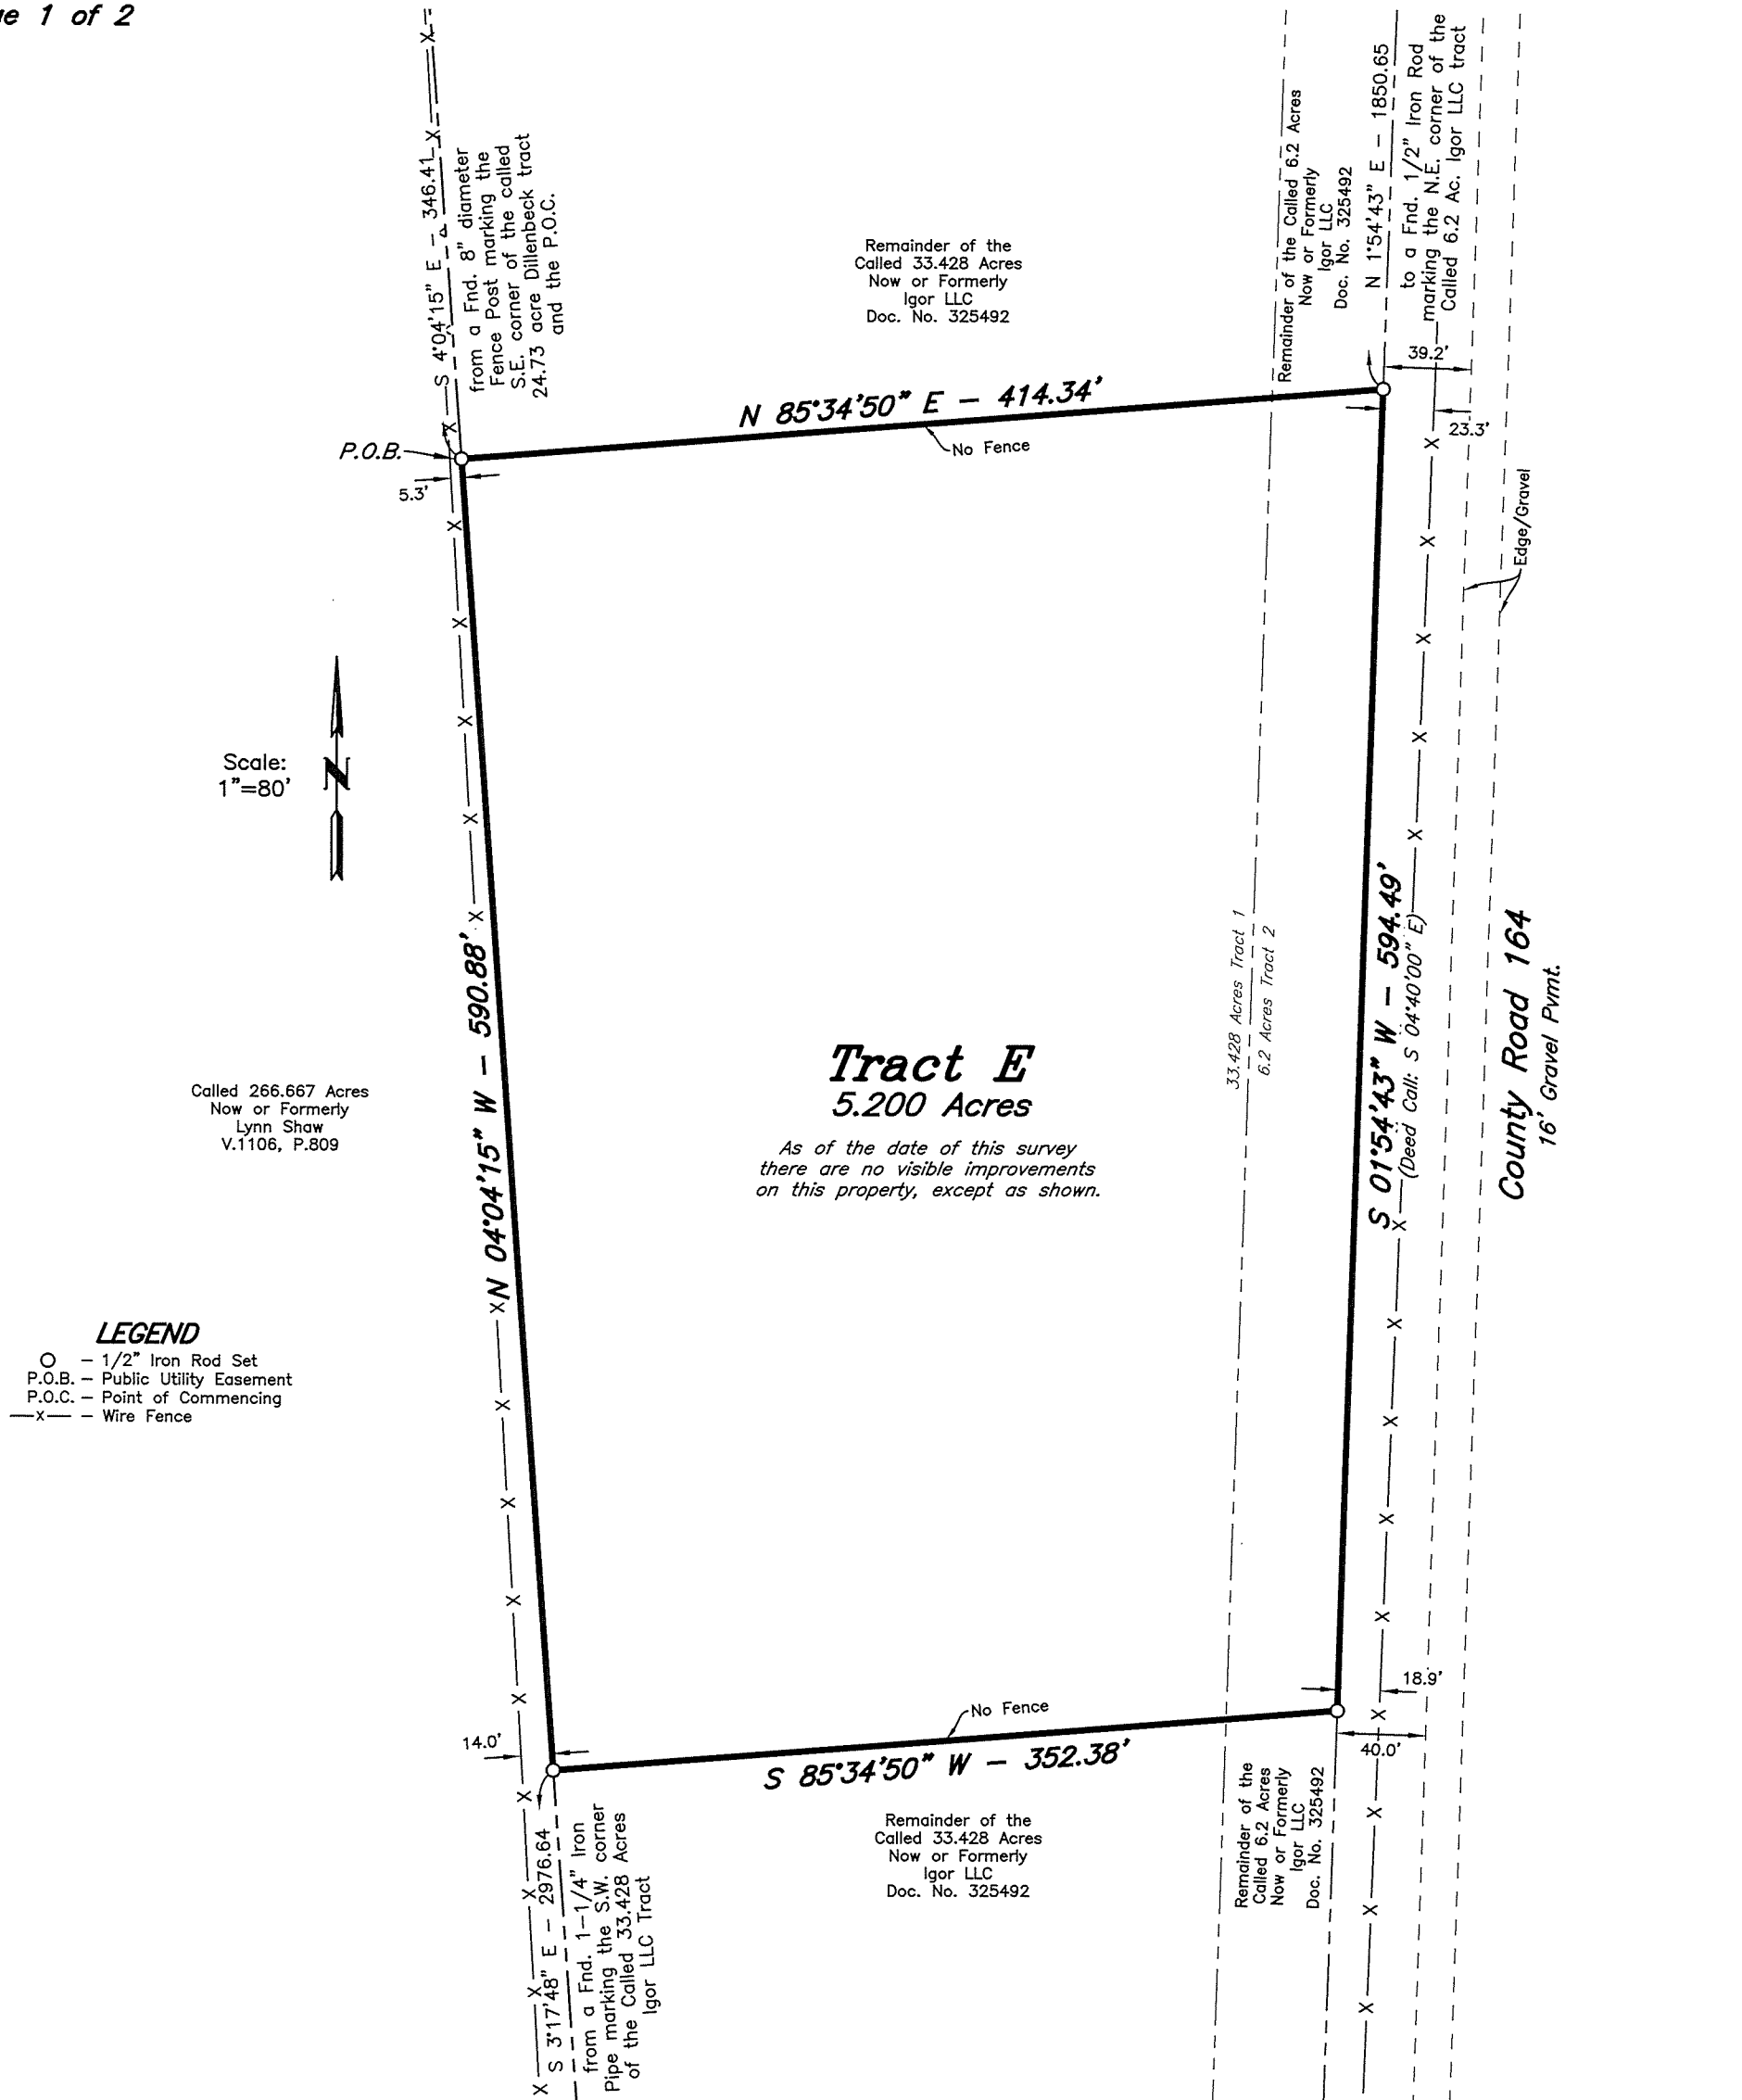 1 of 2
S 4°04'15" E - 346.41
from a Fnd. 8" diameter
Fence Post marking the
S.E. corner of the called
24.73 acre Dillenbeck tract
and the P.O.C.
Remainder of the
Called 33.428 Acres
Now or Formerly
Igor LLC
Doc. No. 325492
Remainder of the Called 6.2 Acres
Now or Formerly
Igor LLC
Doc. No. 325492
N 1°54'43" E - 1850.65
to a Fnd. 1/2" Iron Rod
marking the N.E. corner of the
Called 6.2 Ac. Igor LLC tract
39.2'
23.3'
N 85°34'50" E - 414.34'
No Fence
P.O.B.
5.3'
Edge/Gravel
Scale:
1"=80'
N
N 04°04'15" W - 590.88'
33.428 Acres Tract 1
6.2 Acres Tract 2
S 01°54'43" W - 594.49'
(Deed Call: S 04°40'00" E)
County Road 164
16' Gravel Pvmt.
Tract E
5.200 Acres
As of the date of this survey
there are no visible improvements
on this property, except as shown.
Called 266.667 Acres
Now or Formerly
Lynn Shaw
V.1106, P.809
LEGEND
O - 1/2" Iron Rod Set
P.O.B. - Public Utility Easement
P.O.C. - Point of Commencing
—x— - Wire Fence
18.9'
40.0'
14.0'
No Fence
S 85°34'50" W - 352.38'
Remainder of the
Called 33.428 Acres
Now or Formerly
Igor LLC
Doc. No. 325492
Remainder of the
Called 6.2 Acres
Now or Formerly
Igor LLC
Doc. No. 325492
S 3°17'48" E - 2976.64
from a Fnd. 1-1/4" Iron
Pipe marking the S.W. corner
of the Called 33.428 Acres
Igor LLC Tract